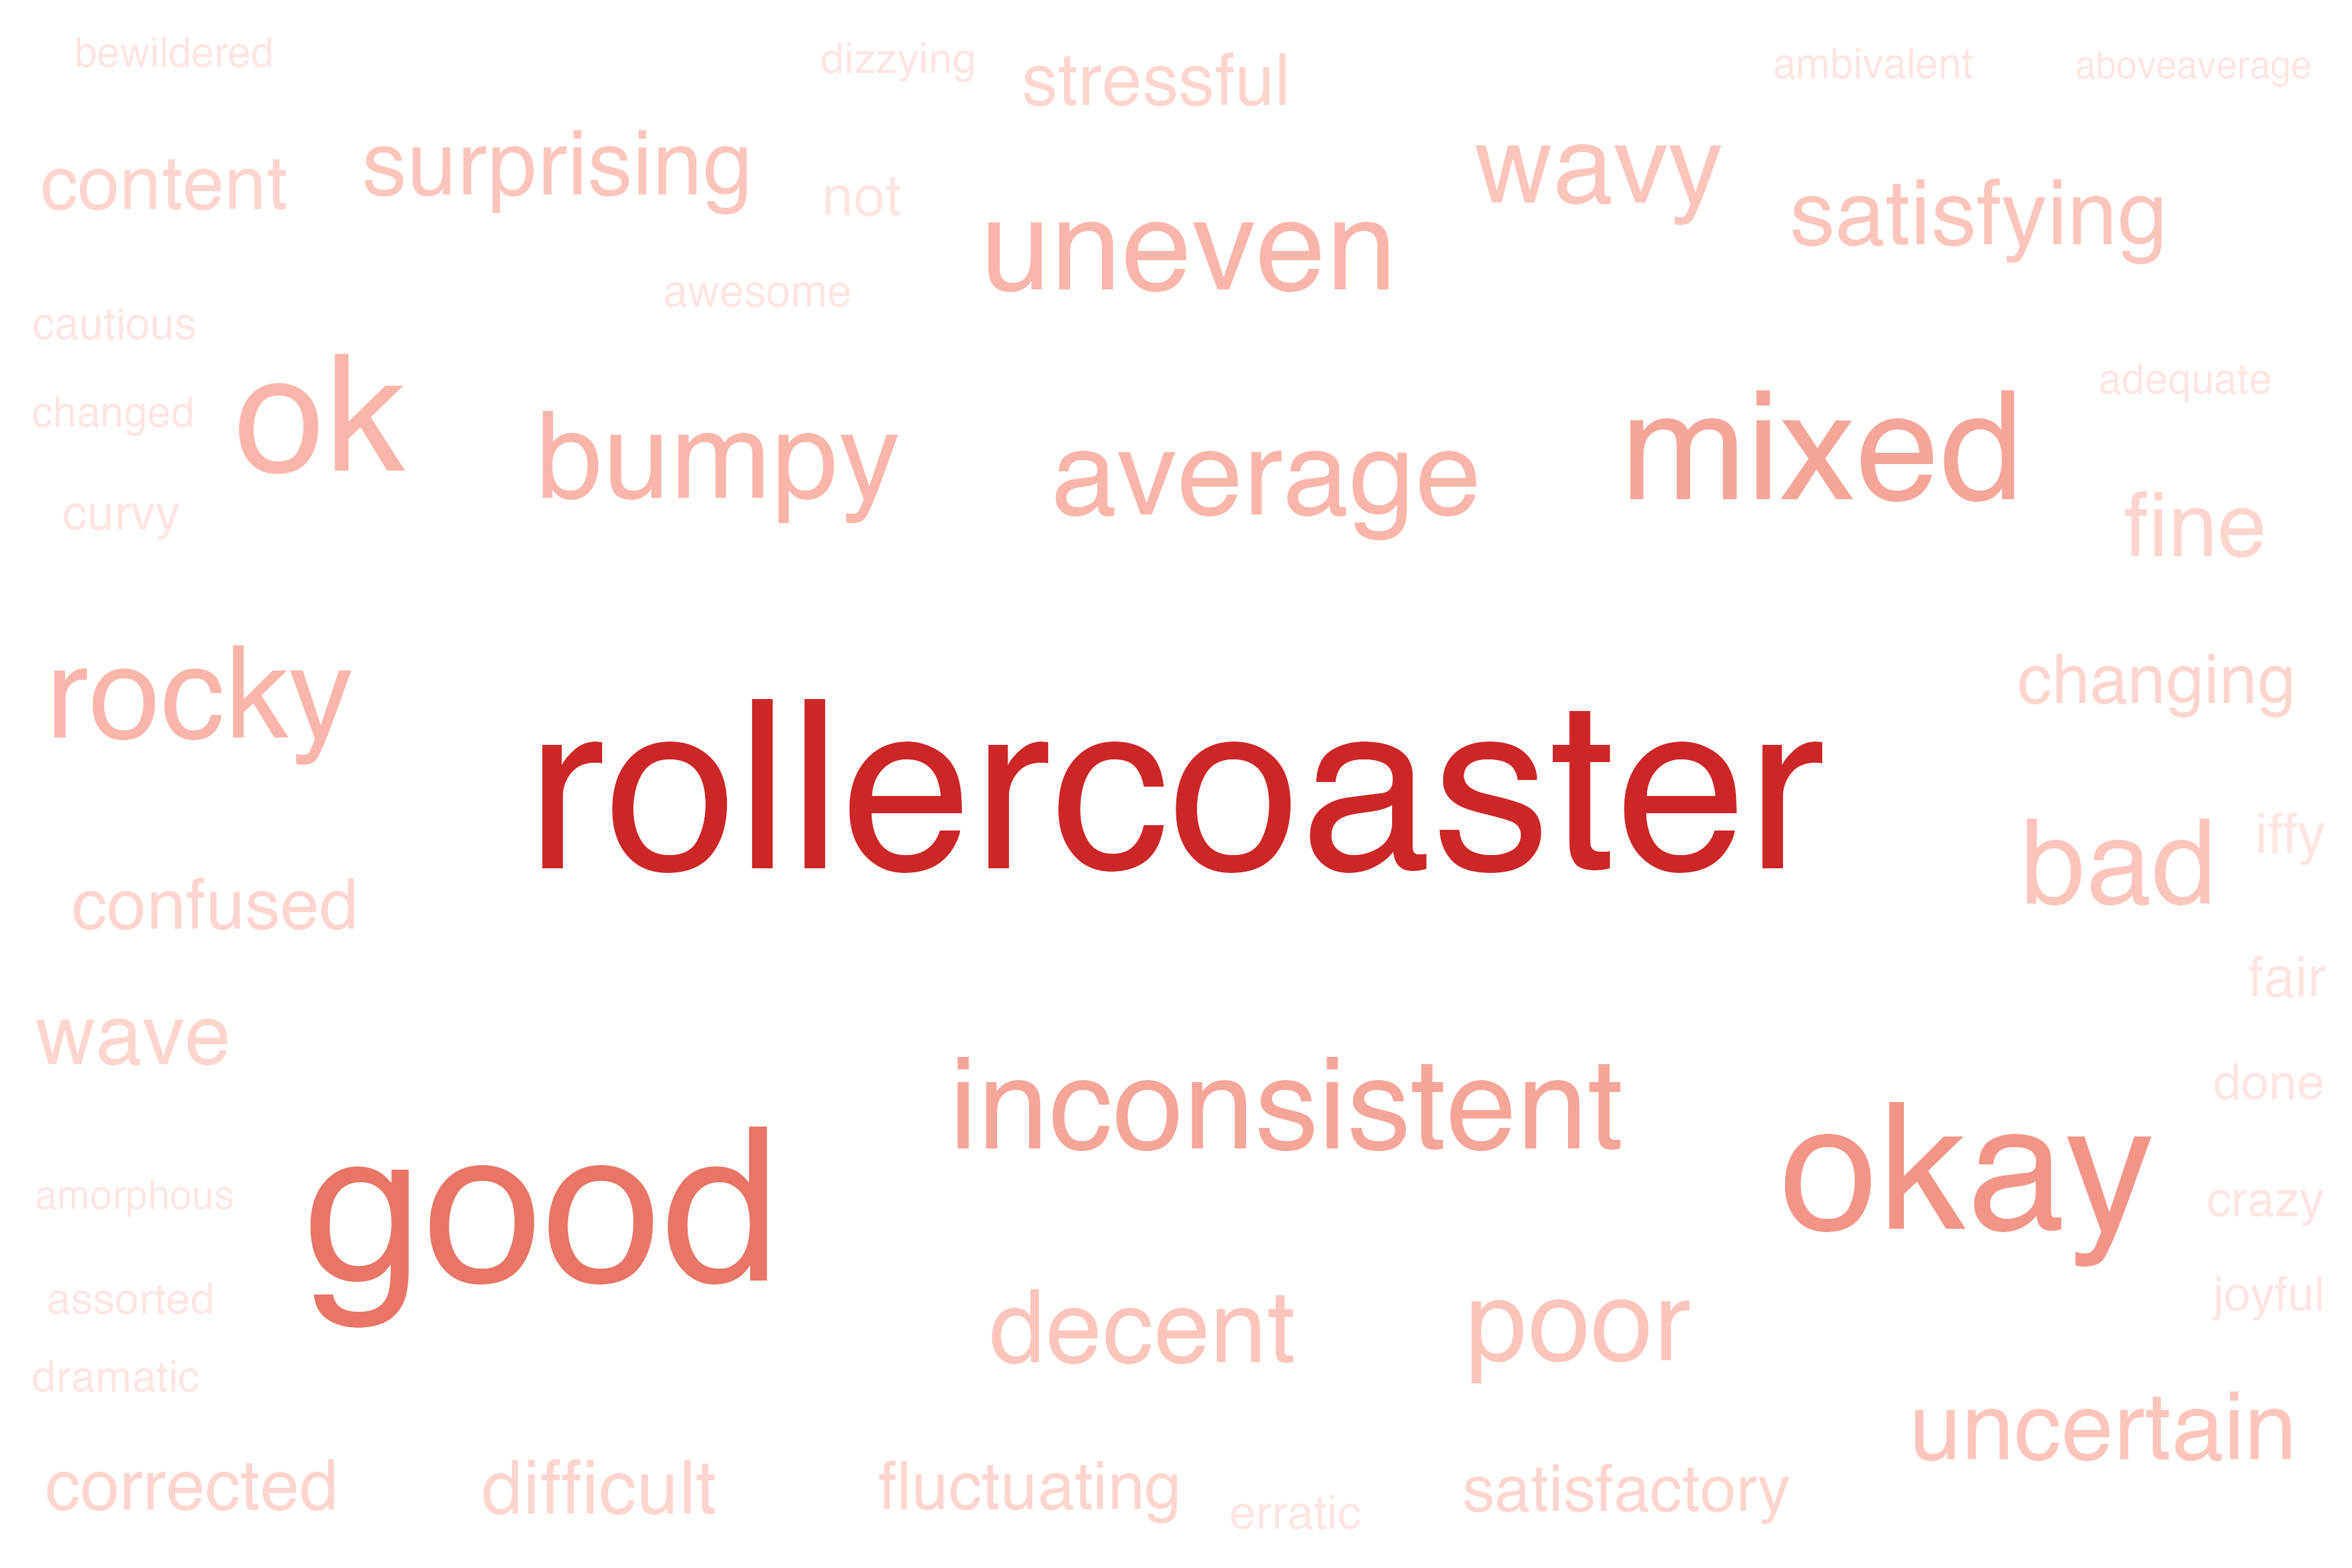 bewildered
dizzying
stressful
ambivalent
aboveaverage
content
surprising
not
wavy
satisfying
uneven
awesome
cautious
changed
ok
bumpy
average
mixed
adequate
curvy
fine
rocky
changing
rollercoaster
bad
iffy
confused
fair
wave
inconsistent
done
amorphous
good
okay
crazy
assorted
decent
poor
joyful
dramatic
uncertain
corrected
difficult
fluctuating
erratic
satisfactory